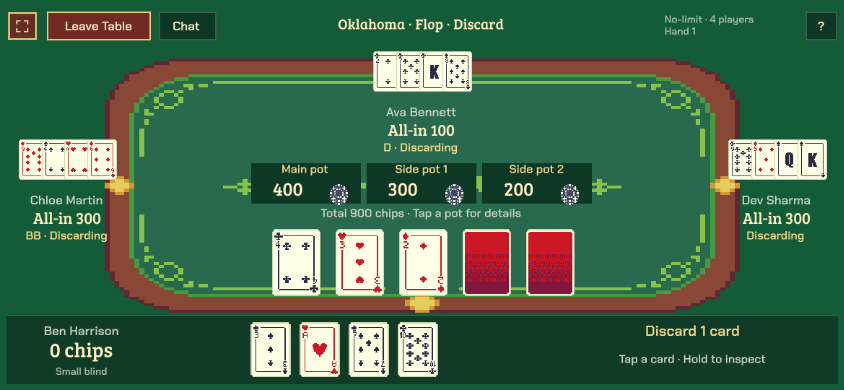 Leave Table
Chat
Oklahoma · Flop · Discard
No-limit · 4 players
Hand 1
?
K
Ava Bennett
All-in 100
D · Discarding
Q K
Chloe Martin
All-in 300
BB · Discarding
Main pot
400
Side pot 1
300
Side pot 2
200
Dev Sharma
All-in 300
Discarding
Total 900 chips · Tap a pot for details
Ben Harrison
0 chips
Small blind
Discard 1 card
Tap a card · Hold to inspect